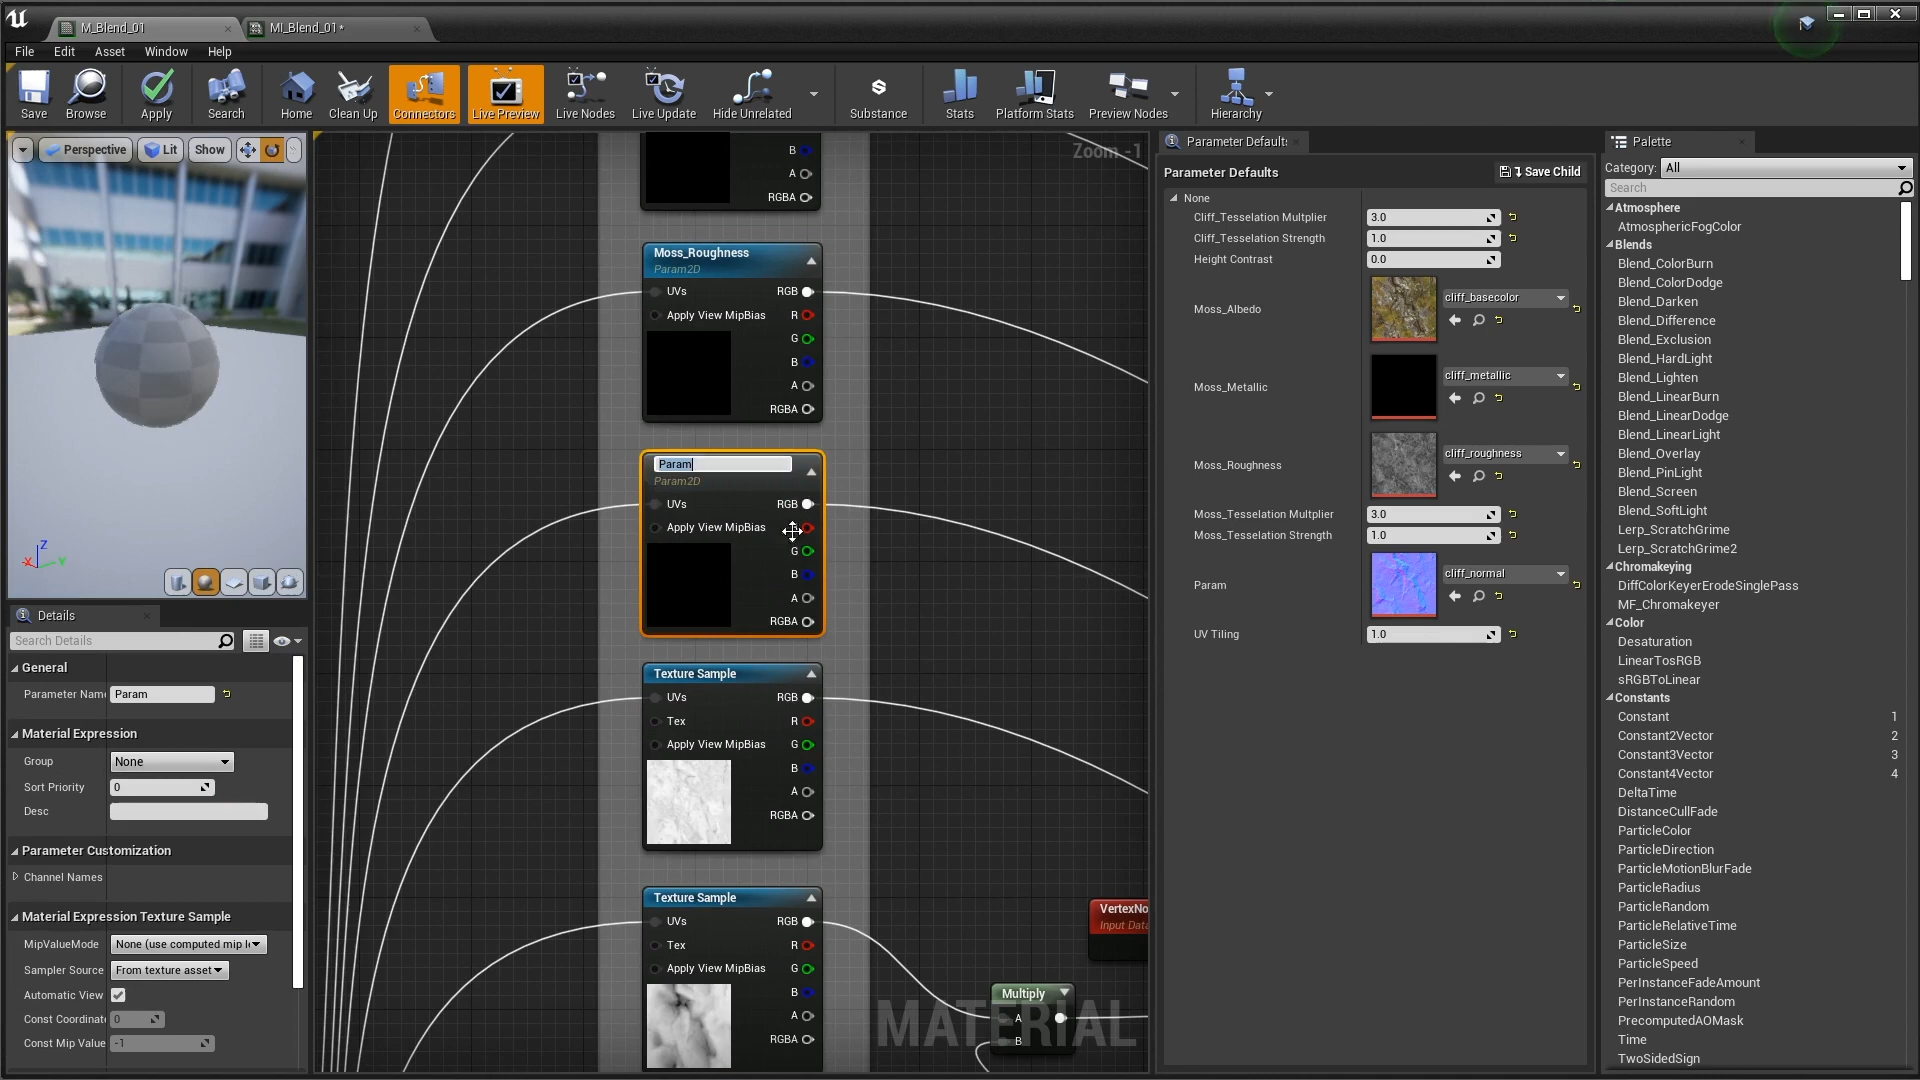 M_Blend_01
MI_Blend_01*
File Edit Asset Window Help
Save
Browse
Apply
Search
Home
Clean Up
Connectors
Live Preview
Live Nodes
Live Update
Hide Unrelated
Substance
Stats
Platform Stats
Preview Nodes
Hierarchy
Perspective
Lit
Show
Z
X
Y
Details
Search Details
General
Parameter Name Param
Material Expression
Group None
Sort Priority 0
Desc
Parameter Customization
Channel Names
Material Expression Texture Sample
MipValueMode None (use computed mip l
Sampler Source From texture asset
Automatic View
Const Coordinat 0
Const Mip Value -1
Zoom -1
B
A
RGBA
Moss_Roughness
Param2D
UVs RGB
Apply View MipBias R
G
B
A
RGBA
Param
Param2D
UVs RGB
Apply View MipBias
G
B
A
RGBA
Texture Sample
UVs RGB
Tex R
Apply View MipBias G
B
A
RGBA
Texture Sample
UVs RGB
Tex R
Apply View MipBias G
B
A
RGBA
VertexNo
Input Data
Multiply
A
B
MATERIAL
Parameter Defaults
Parameter Defaults
Save Child
None
Cliff_Tesselation Multiplier 3.0
Cliff_Tesselation Strength 1.0
Height Contrast 0.0
Moss_Albedo cliff_basecolor
Moss_Metallic cliff_metallic
Moss_Roughness cliff_roughness
Moss_Tesselation Multiplier 3.0
Moss_Tesselation Strength 1.0
Param cliff_normal
UV Tiling 1.0
Palette
Category: All
Search
Atmosphere
AtmosphericFogColor
Blends
Blend_ColorBurn
Blend_ColorDodge
Blend_Darken
Blend_Difference
Blend_Exclusion
Blend_HardLight
Blend_Lighten
Blend_LinearBurn
Blend_LinearDodge
Blend_LinearLight
Blend_Overlay
Blend_PinLight
Blend_Screen
Blend_SoftLight
Lerp_ScratchGrime
Lerp_ScratchGrime2
Chromakeying
DiffColorKeyerErodeSinglePass
MF_Chromakeyer
Color
Desaturation
LinearTosRGB
sRGBToLinear
Constants
Constant 1
Constant2Vector 2
Constant3Vector 3
Constant4Vector 4
DeltaTime
DistanceCullFade
ParticleColor
ParticleDirection
ParticleMotionBlurFade
ParticleRadius
ParticleRandom
ParticleRelativeTime
ParticleSize
ParticleSpeed
PerInstanceFadeAmount
PerInstanceRandom
PrecomputedAOMask
Time
TwoSidedSign